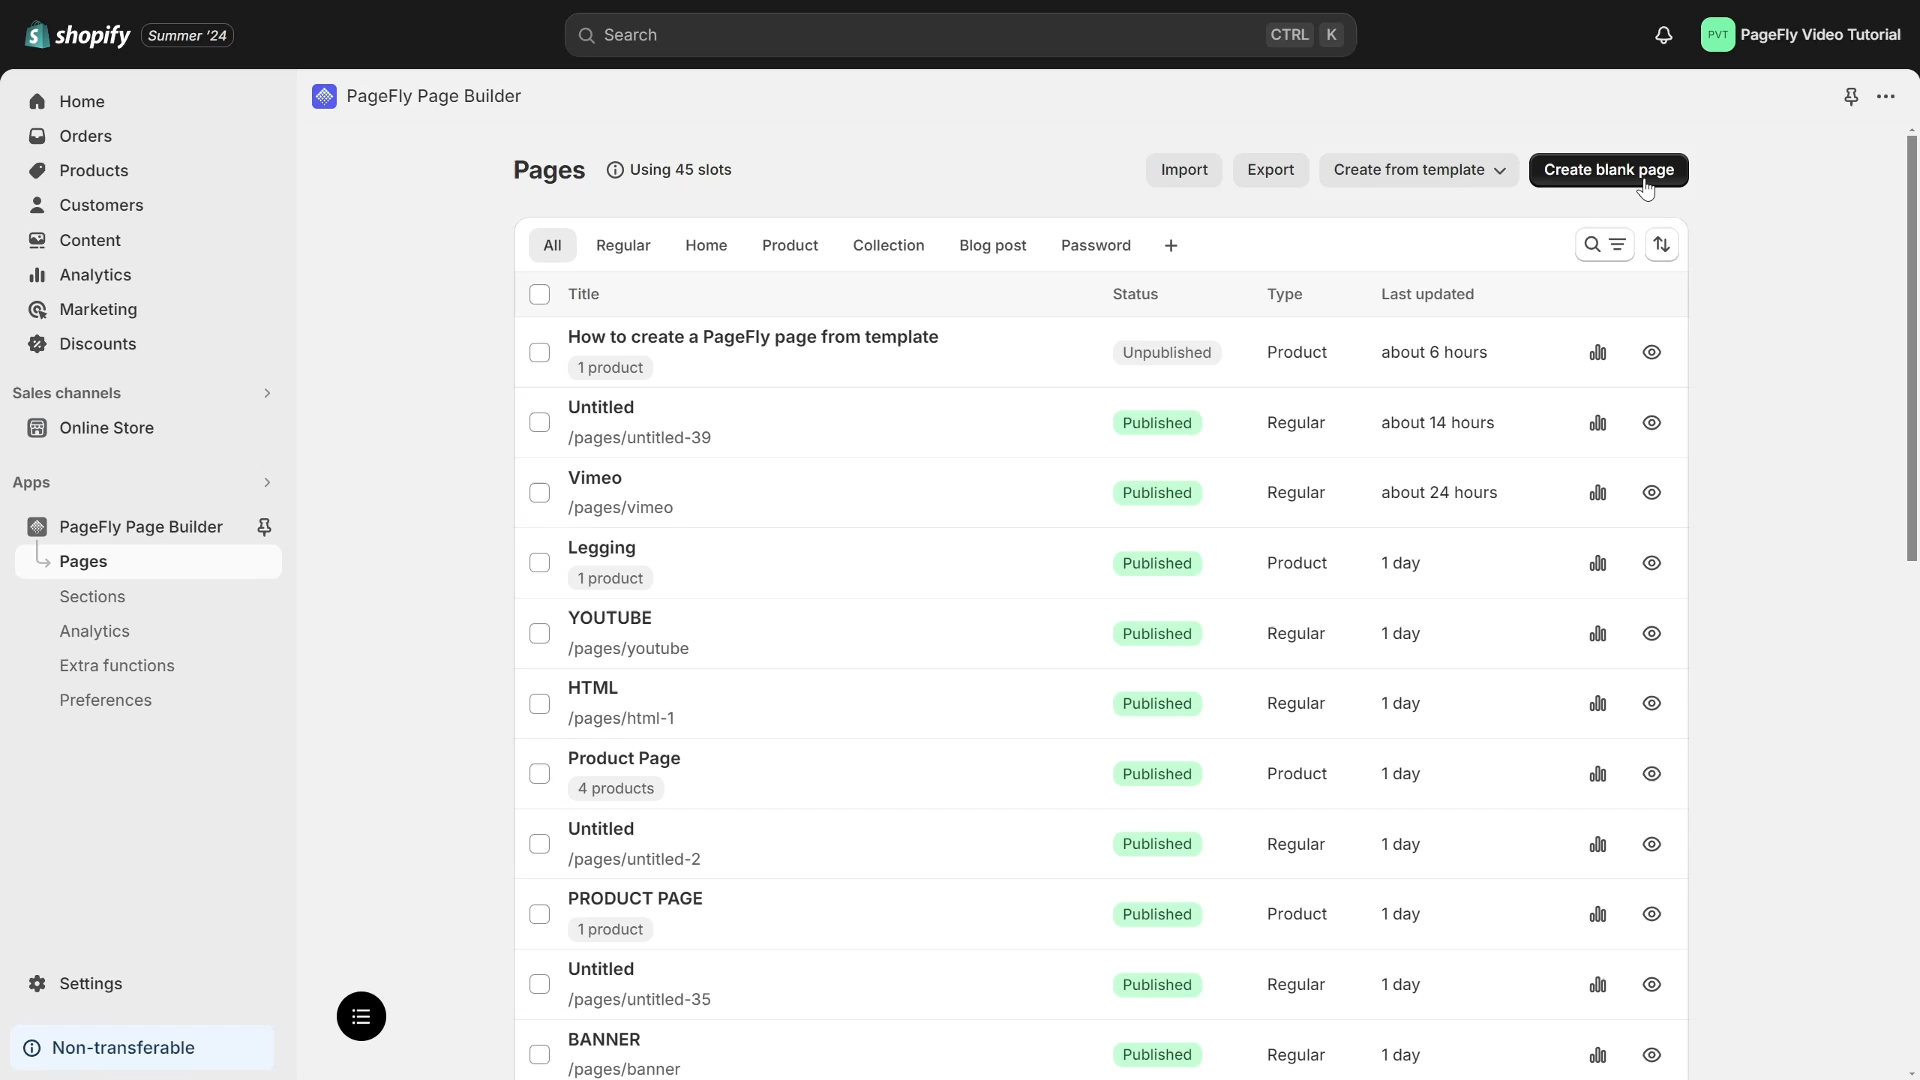 shopify Summer '24
Search CTRL K
PVT PageFly Video Tutorial
Home
Orders
Products
Customers
Content
Analytics
Marketing
Discounts
Sales channels
Online Store
Apps
PageFly Page Builder
Pages
Sections
Analytics
Extra functions
Preferences
Settings
Non-transferable
PageFly Page Builder
Pages Using 45 slots Import Export Create from template Create blank page
All Regular Home Product Collection Blog post Password +
Title Status Type Last updated
How to create a PageFly page from template
1 product
Unpublished Product about 6 hours
Untitled
/pages/untitled-39
Published Regular about 14 hours
Vimeo
/pages/vimeo
Published Regular about 24 hours
Legging
1 product
Published Product 1 day
YOUTUBE
/pages/youtube
Published Regular 1 day
HTML
/pages/html-1
Published Regular 1 day
Product Page
4 products
Published Product 1 day
Untitled
/pages/untitled-2
Published Regular 1 day
PRODUCT PAGE
1 product
Published Product 1 day
Untitled
/pages/untitled-35
Published Regular 1 day
BANNER
/pages/banner
Published Regular 1 day